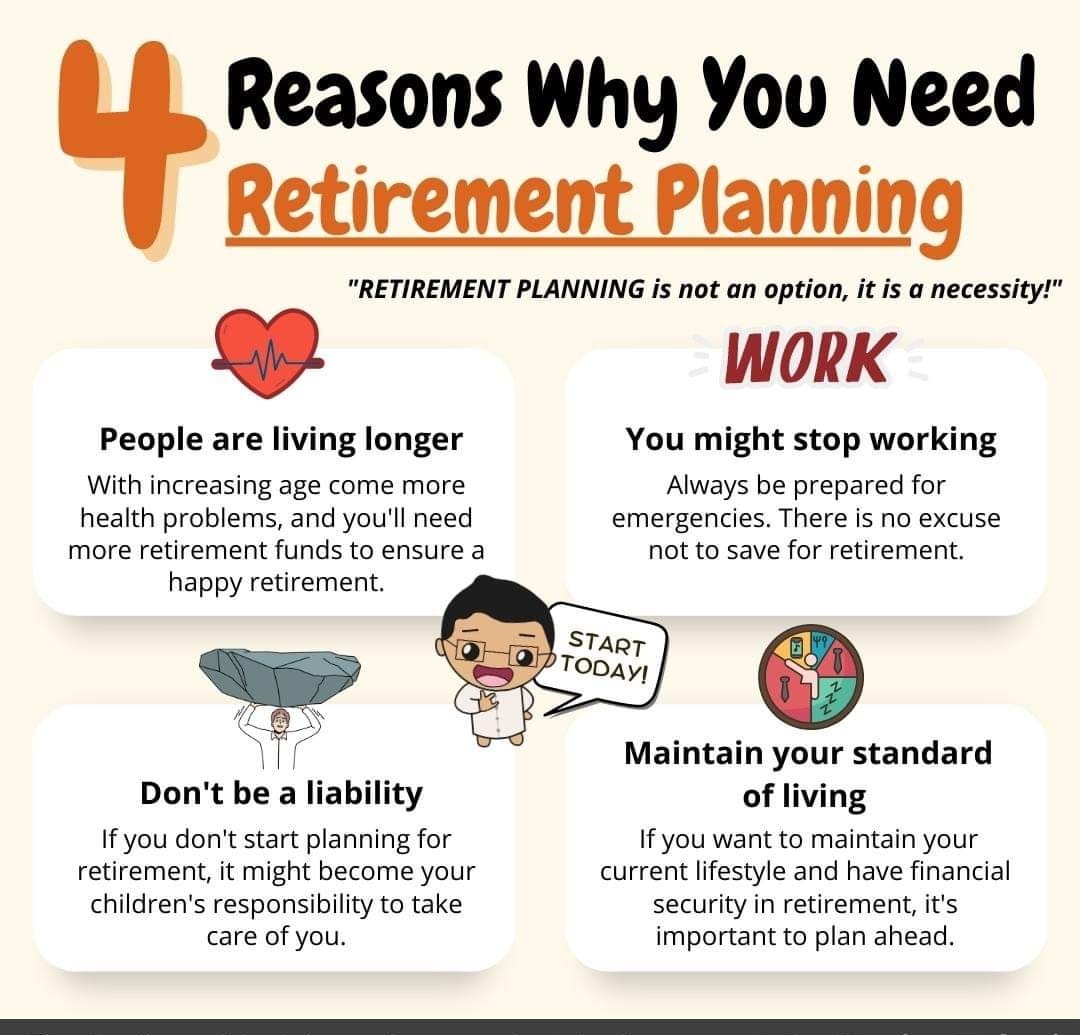 4 Reasons Why You Need
Retirement Planning
"RETIREMENT PLANNING is not an option, it is a necessity!"
People are living longer
With increasing age come more
health problems, and you'll need
more retirement funds to ensure a
happy retirement.
WORK
You might stop working
Always be prepared for
emergencies. There is no excuse
not to save for retirement.
START
TODAY!
Don't be a liability
If you don't start planning for
retirement, it might become your
children's responsibility to take
care of you.
Maintain your standard
of living
If you want to maintain your
current lifestyle and have financial
security in retirement, it's
important to plan ahead.